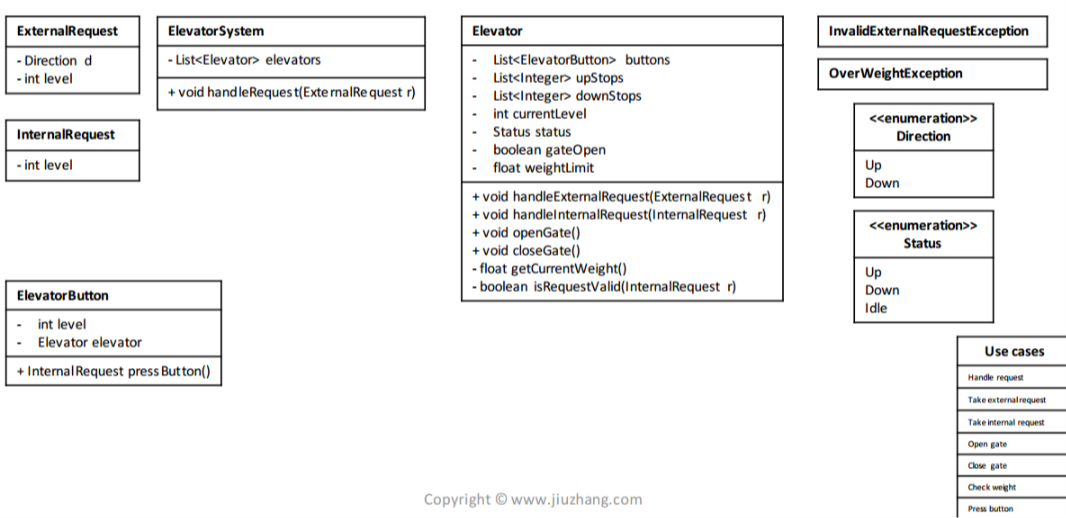 ExternalRequest
- Direction d
- int level
InternalRequest
- int level
ElevatorButton
- int level
- Elevator elevator
+ InternalRequest pressButton()
ElevatorSystem
- List<Elevator> elevators
+ void handleRequest(ExternalRequest r)
Elevator
- List<ElevatorButton> buttons
- List<Integer> upStops
- List<Integer> downStops
- int currentLevel
- Status status
- boolean gateOpen
- float weightLimit
+ void handleExternalRequest(ExternalRequest r)
+ void handleInternalRequest(InternalRequest r)
+ void openGate()
+ void closeGate()
- float getCurrentWeight()
- boolean isRequestValid(InternalRequest r)
InvalidExternalRequestException
OverWeightException
<<enumeration>>
Direction
Up
Down
<<enumeration>>
Status
Up
Down
Idle
Use cases
Handle request
Take external request
Take internal request
Open gate
Close gate
Check weight
Press button
Copyright © www.jiuzhang.com